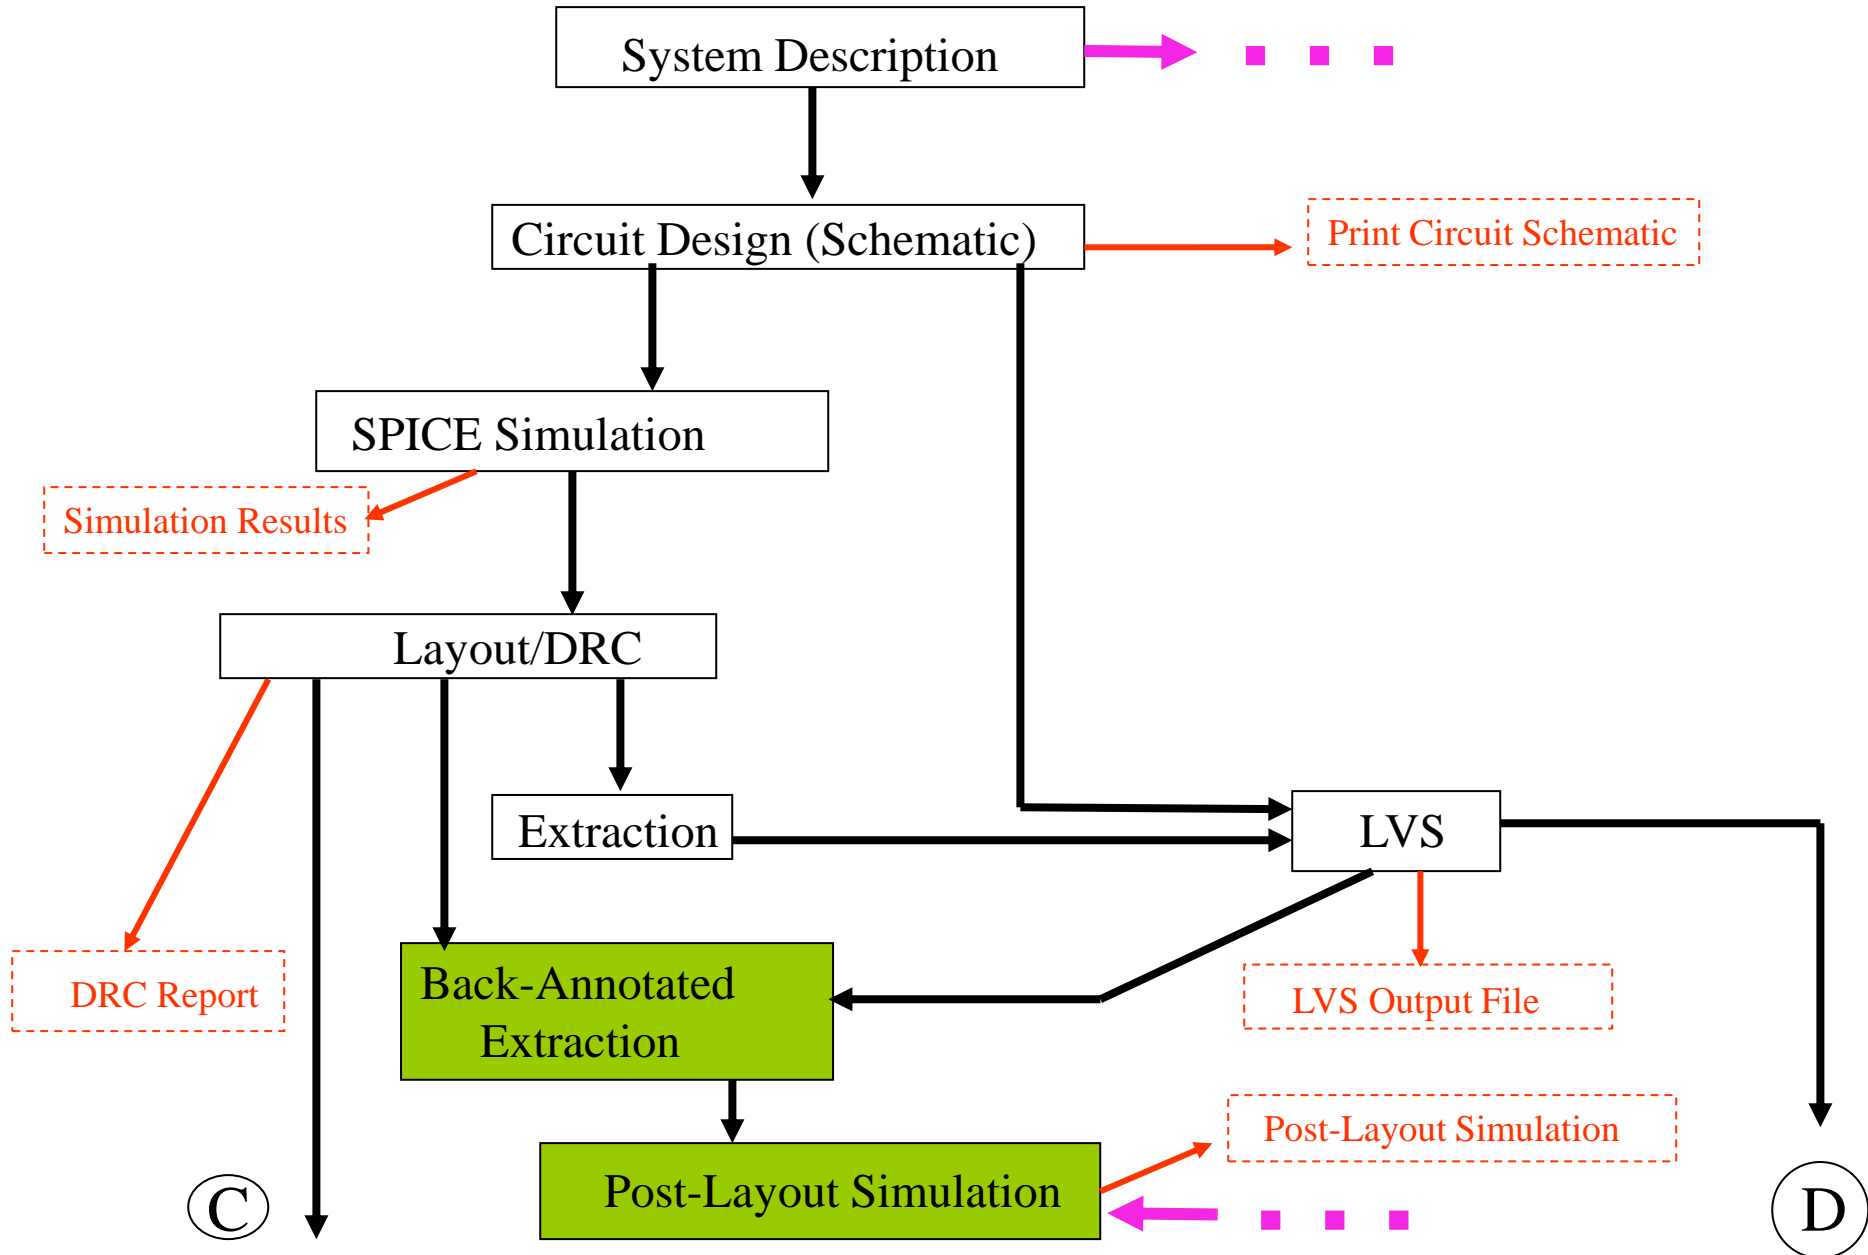 System Description
Circuit Design (Schematic)
Print Circuit Schematic
SPICE Simulation
Simulation Results
Layout/DRC
Extraction
LVS
Back-Annotated
Extraction
DRC Report
LVS Output File
Post-Layout Simulation
Post-Layout Simulation
C
D